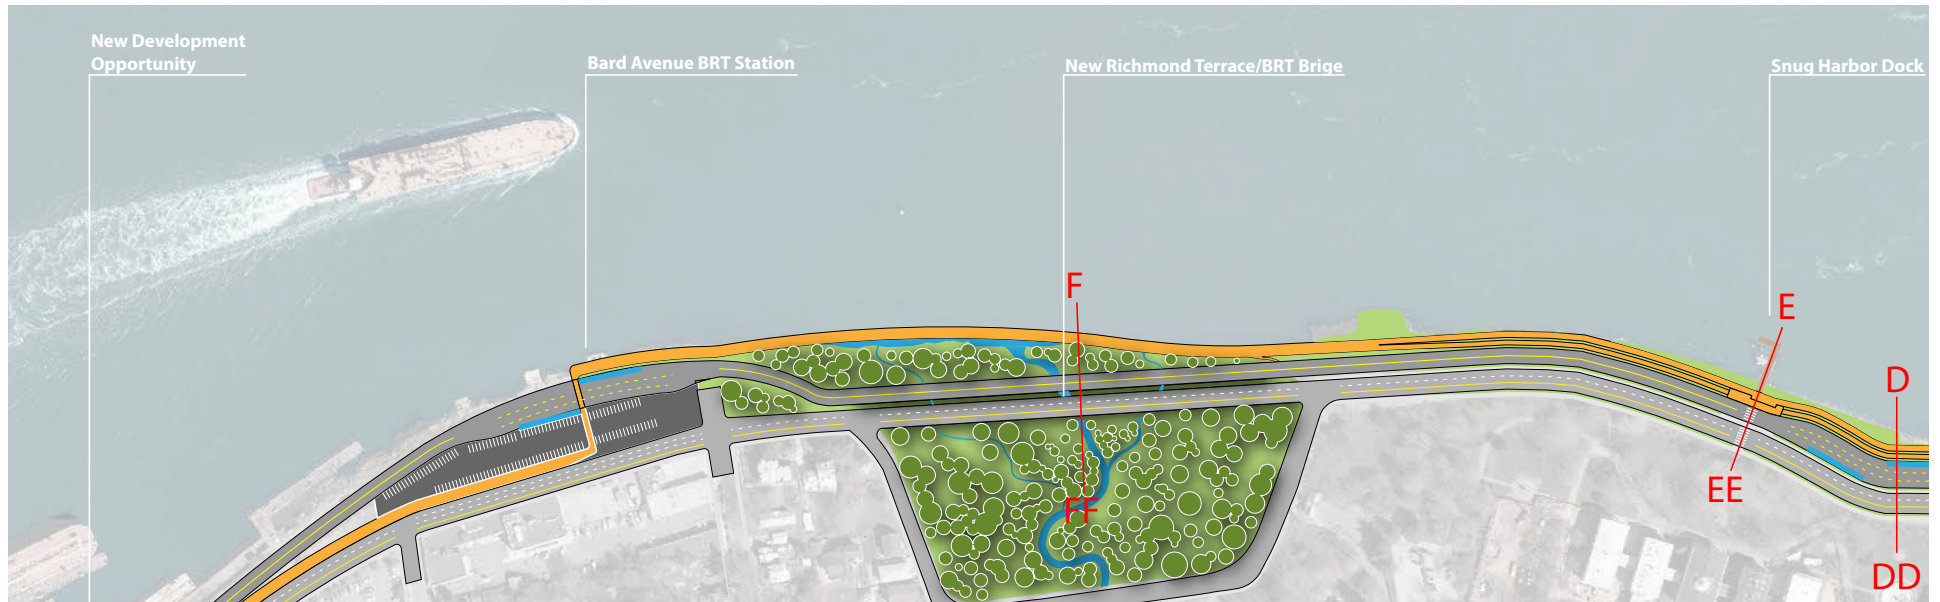 New Development
Opportunity
Bard Avenue BRT Station
New Richmond Terrace/BRT Brige
Snug Harbor Dock
F
E
D
EE
FF
DD